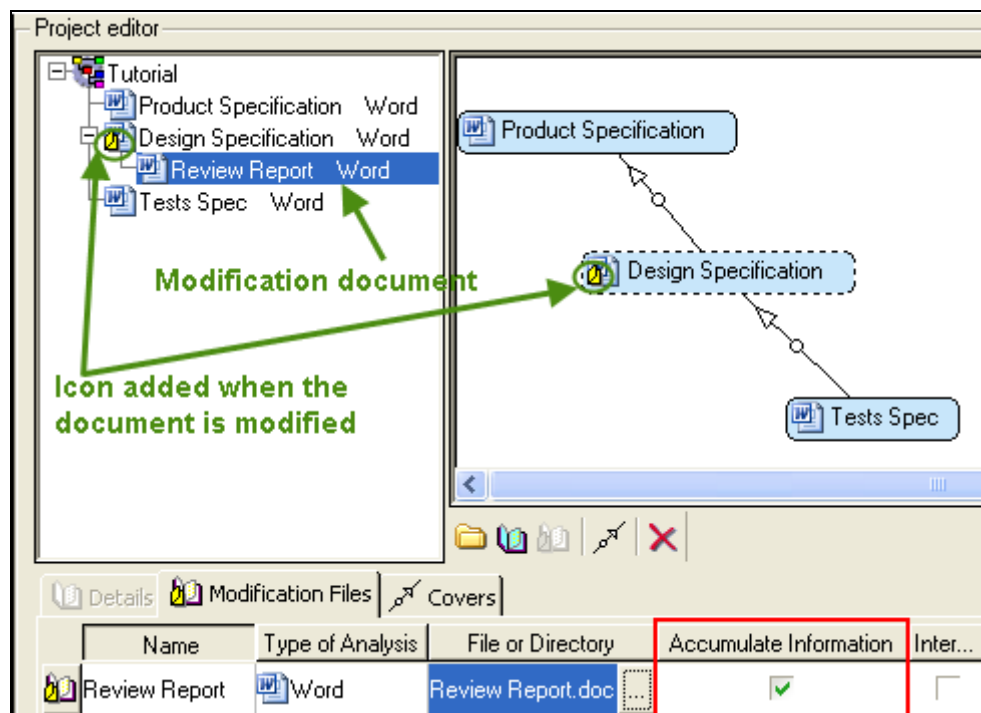 Project editor
Tutorial
Product Specification Word
Design Specification Word
Review Report Word
Tests Spec Word
Modification document
Icon added when the
document is modified
Product Specification
Design Specification
Tests Spec
Details Modification Files Covers
Name Type of Analysis File or Directory Accumulate Information Inter...
Review Report Word Review Report.doc ...